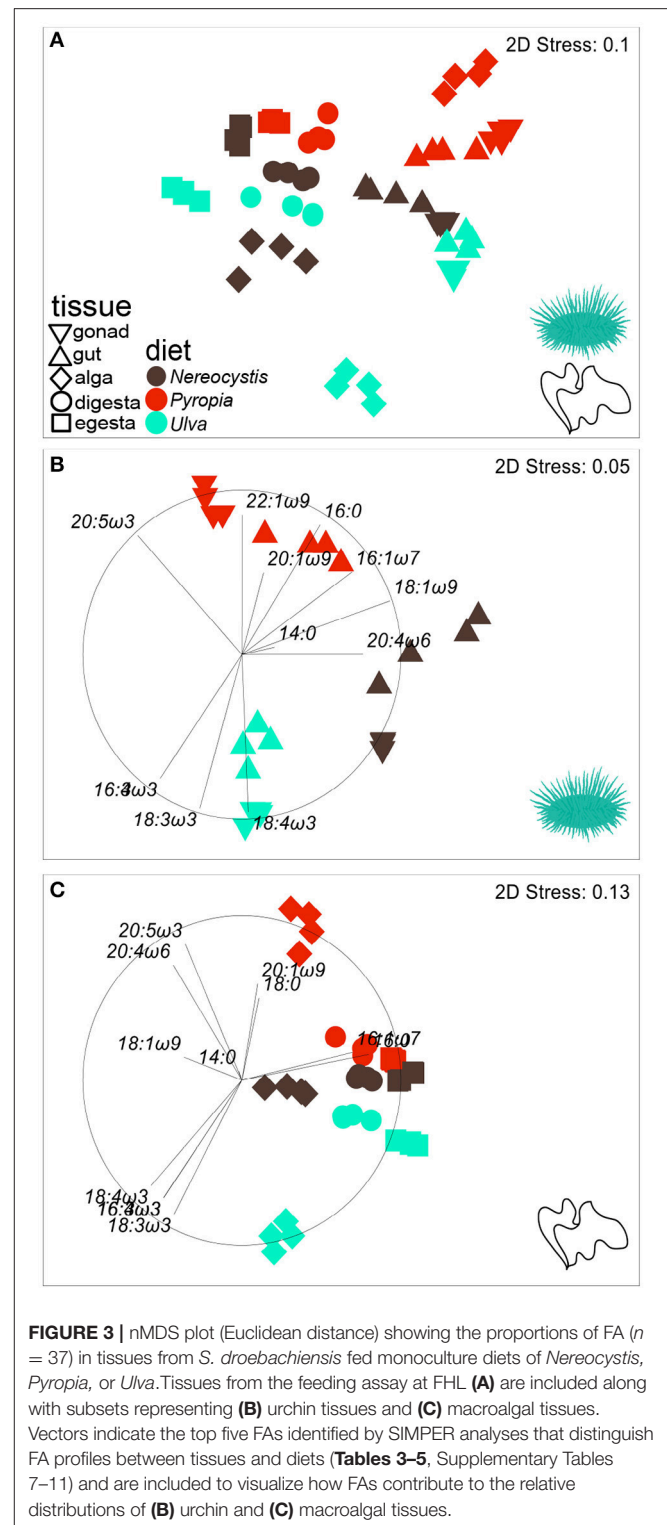 A
2D Stress: 0.1
tissue
gonad
gut
alga
digesta
egesta
diet
Nereocystis
Pyropia
Ulva
B
2D Stress: 0.05
20:5ω3
22:1ω9
16:0
20:1ω9
16:1ω7
18:1ω9
14:0
20:4ω6
18:3ω3
18:4ω3
C
2D Stress: 0.13
20:5ω3
20:4ω6
20:1ω9
18:0
18:1ω9
14:0
18:4ω3
18:3ω3
FIGURE 3 | nMDS plot (Euclidean distance) showing the proportions of FA (n
= 37) in tissues from S. droebachiensis fed monoculture diets of Nereocystis,
Pyropia, or Ulva.Tissues from the feeding assay at FHL (A) are included along
with subsets representing (B) urchin tissues and (C) macroalgal tissues.
Vectors indicate the top five FAs identified by SIMPER analyses that distinguish
FA profiles between tissues and diets (Tables 3–5, Supplementary Tables
7–11) and are included to visualize how FAs contribute to the relative
distributions of (B) urchin and (C) macroalgal tissues.